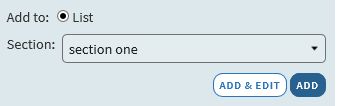 Add to: List
Section: section one
ADD & EDIT ADD